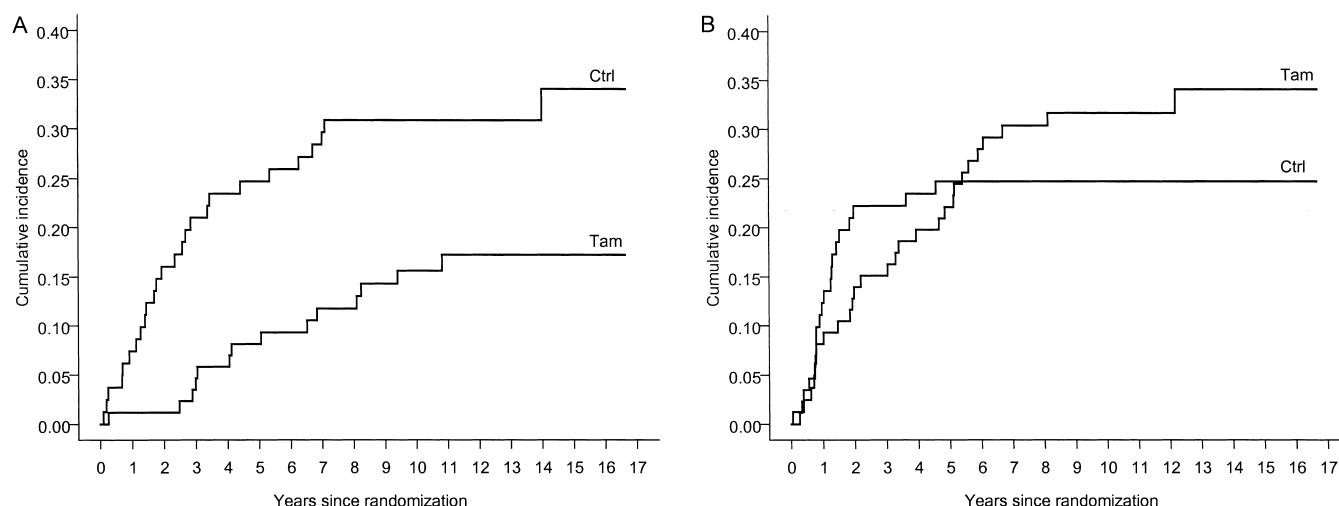 A
0.40
0.35
0.30
0.25
0.20
0.15
0.10
0.05
0.00
Cumulative incidence
Ctrl
Tam
0 1 2 3 4 5 6 7 8 9 10 11 12 13 14 15 16 17
Years since randomization
B
0.40
0.35
0.30
0.25
0.20
0.15
0.10
0.05
0.00
Cumulative incidence
Tam
Ctrl
0 1 2 3 4 5 6 7 8 9 10 11 12 13 14 15 16 17
Years since randomization